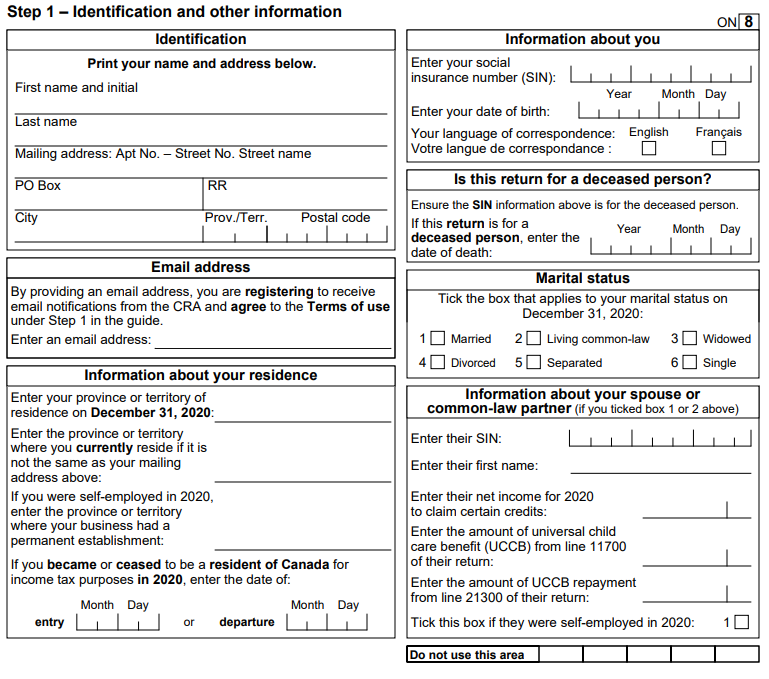 Step 1 – Identification and other information
ON 8
Identification
Print your name and address below.
First name and initial
Last name
Mailing address: Apt No. – Street No. Street name
PO Box RR
City Prov./Terr. Postal code
Email address
By providing an email address, you are registering to receive
email notifications from the CRA and agree to the Terms of use
under Step 1 in the guide.
Enter an email address:
Information about your residence
Enter your province or territory of
residence on December 31, 2020:
Enter the province or territory
where you currently reside if it is
not the same as your mailing
address above:
If you were self-employed in 2020,
enter the province or territory
where your business had a
permanent establishment:
If you became or ceased to be a resident of Canada for
income tax purposes in 2020, enter the date of:
Month Day Month Day
entry or departure
Information about you
Enter your social
insurance number (SIN):
Year Month Day
Enter your date of birth:
Your language of correspondence: English Français
Votre langue de correspondance :
Is this return for a deceased person?
Ensure the SIN information above is for the deceased person.
If this return is for a
deceased person, enter the
date of death:
Year Month Day
Marital status
Tick the box that applies to your marital status on
December 31, 2020:
1 Married 2 Living common-law 3 Widowed
4 Divorced 5 Separated 6 Single
Information about your spouse or
common-law partner (if you ticked box 1 or 2 above)
Enter their SIN:
Enter their first name:
Enter their net income for 2020
to claim certain credits:
Enter the amount of universal child
care benefit (UCCB) from line 11700
of their return:
Enter the amount of UCCB repayment
from line 21300 of their return:
Tick this box if they were self-employed in 2020: 1
Do not use this area